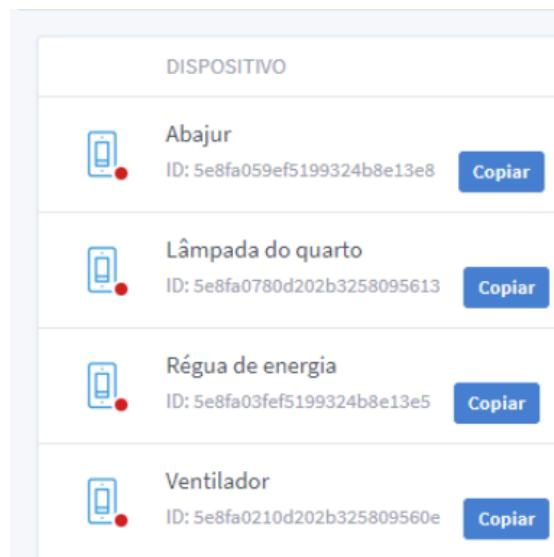 DISPOSITIVO
Abajur
ID: 5e8fa059ef5199324b8e13e8 Copiar
Lâmpada do quarto
ID: 5e8fa0780d202b3258095613 Copiar
Régua de energia
ID: 5e8fa03fef5199324b8e13e5 Copiar
Ventilador
ID: 5e8fa0210d202b325809560e Copiar